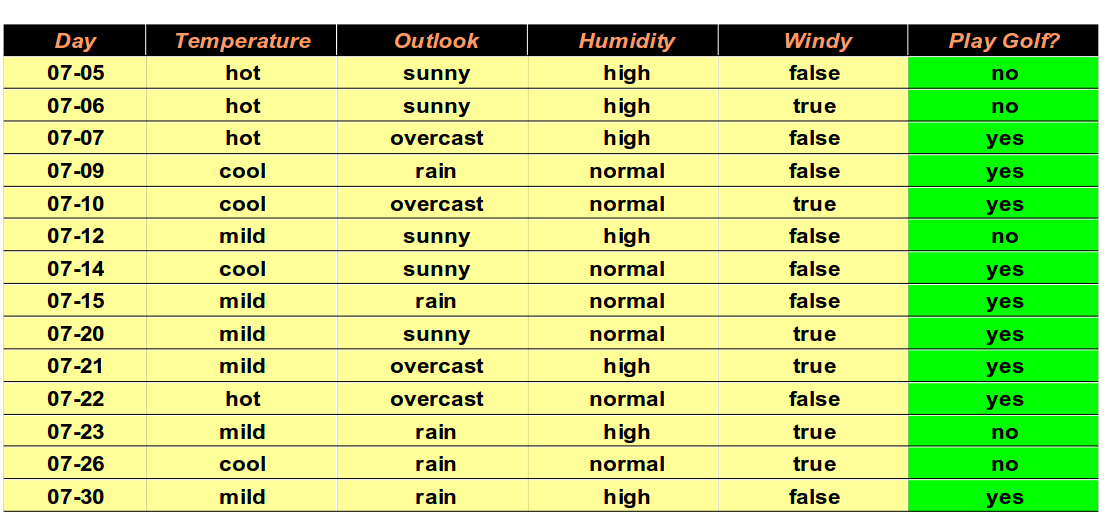 Day Temperature Outlook Humidity Windy Play Golf?
07-05 hot sunny high false no
07-06 hot sunny high true no
07-07 hot overcast high false yes
07-09 cool rain normal false yes
07-10 cool overcast normal true yes
07-12 mild sunny high false no
07-14 cool sunny normal false yes
07-15 mild rain normal false yes
07-20 mild sunny normal true yes
07-21 mild overcast high true yes
07-22 hot overcast normal false yes
07-23 mild rain high true no
07-26 cool rain normal true no
07-30 mild rain high false yes